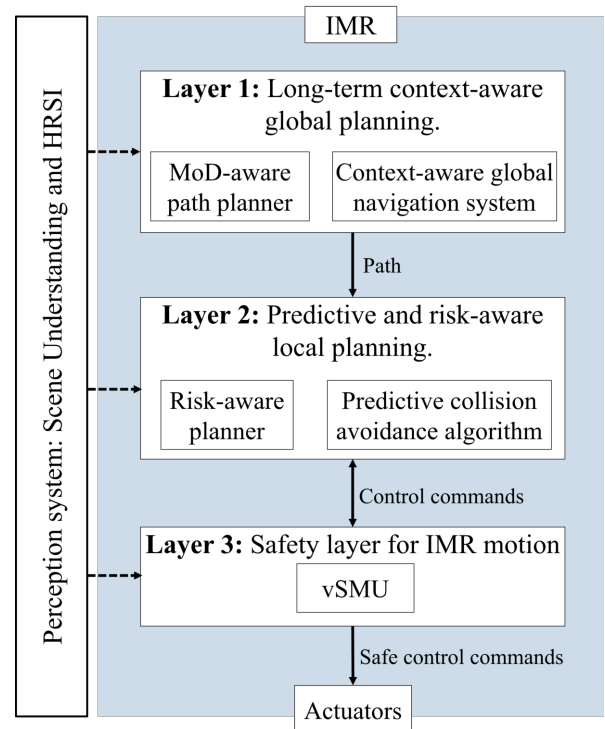 Perception system: Scene Understanding and HRSI
IMR
Layer 1: Long-term context-aware
global planning.
MoD-aware
path planner
Context-aware global
navigation system
Path
Layer 2: Predictive and risk-aware
local planning.
Risk-aware
planner
Predictive collision
avoidance algorithm
Control commands
Layer 3: Safety layer for IMR motion
vSMU
Safe control commands
Actuators